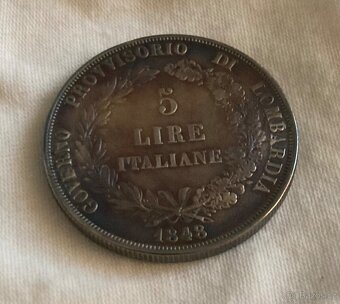 GOVERNO PROVVISORIO DI LOMBARDIA
5
LIRE
ITALIANE
1848